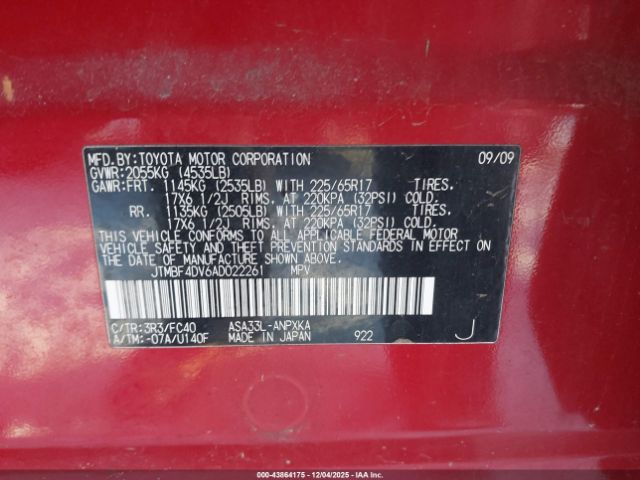 MFD.BY:TOYOTA MOTOR CORPORATION 09/09
GVWR:2055KG (4535LB)
GAWR:FRT. 1145KG (2535LB) WITH 225/65R17 TIRES.
17X6 1/2J RIMS. AT 220KPA (32PSI) COLD.
RR. 1135KG (2505LB) WITH 225/65R17 TIRES.
17X6 1/2J RIMS. AT 220KPA (32PSI) COLD.
THIS VEHICLE CONFORMS TO ALL APPLICABLE FEDERAL MOTOR
VEHICLE SAFETY AND THEFT PREVENTION STANDARDS IN EFFECT
ON THE DATE OF MANUFACTURE SHOWN ABOVE.
JTMBF4DV6AD022261 MPV
C/TR:3R3/FC40 ASA33L-ANPXKA
A/TM:-07A/U140F MADE IN JAPAN 922 J
000-43864175 — 12/04/2025 — IAA, Inc.